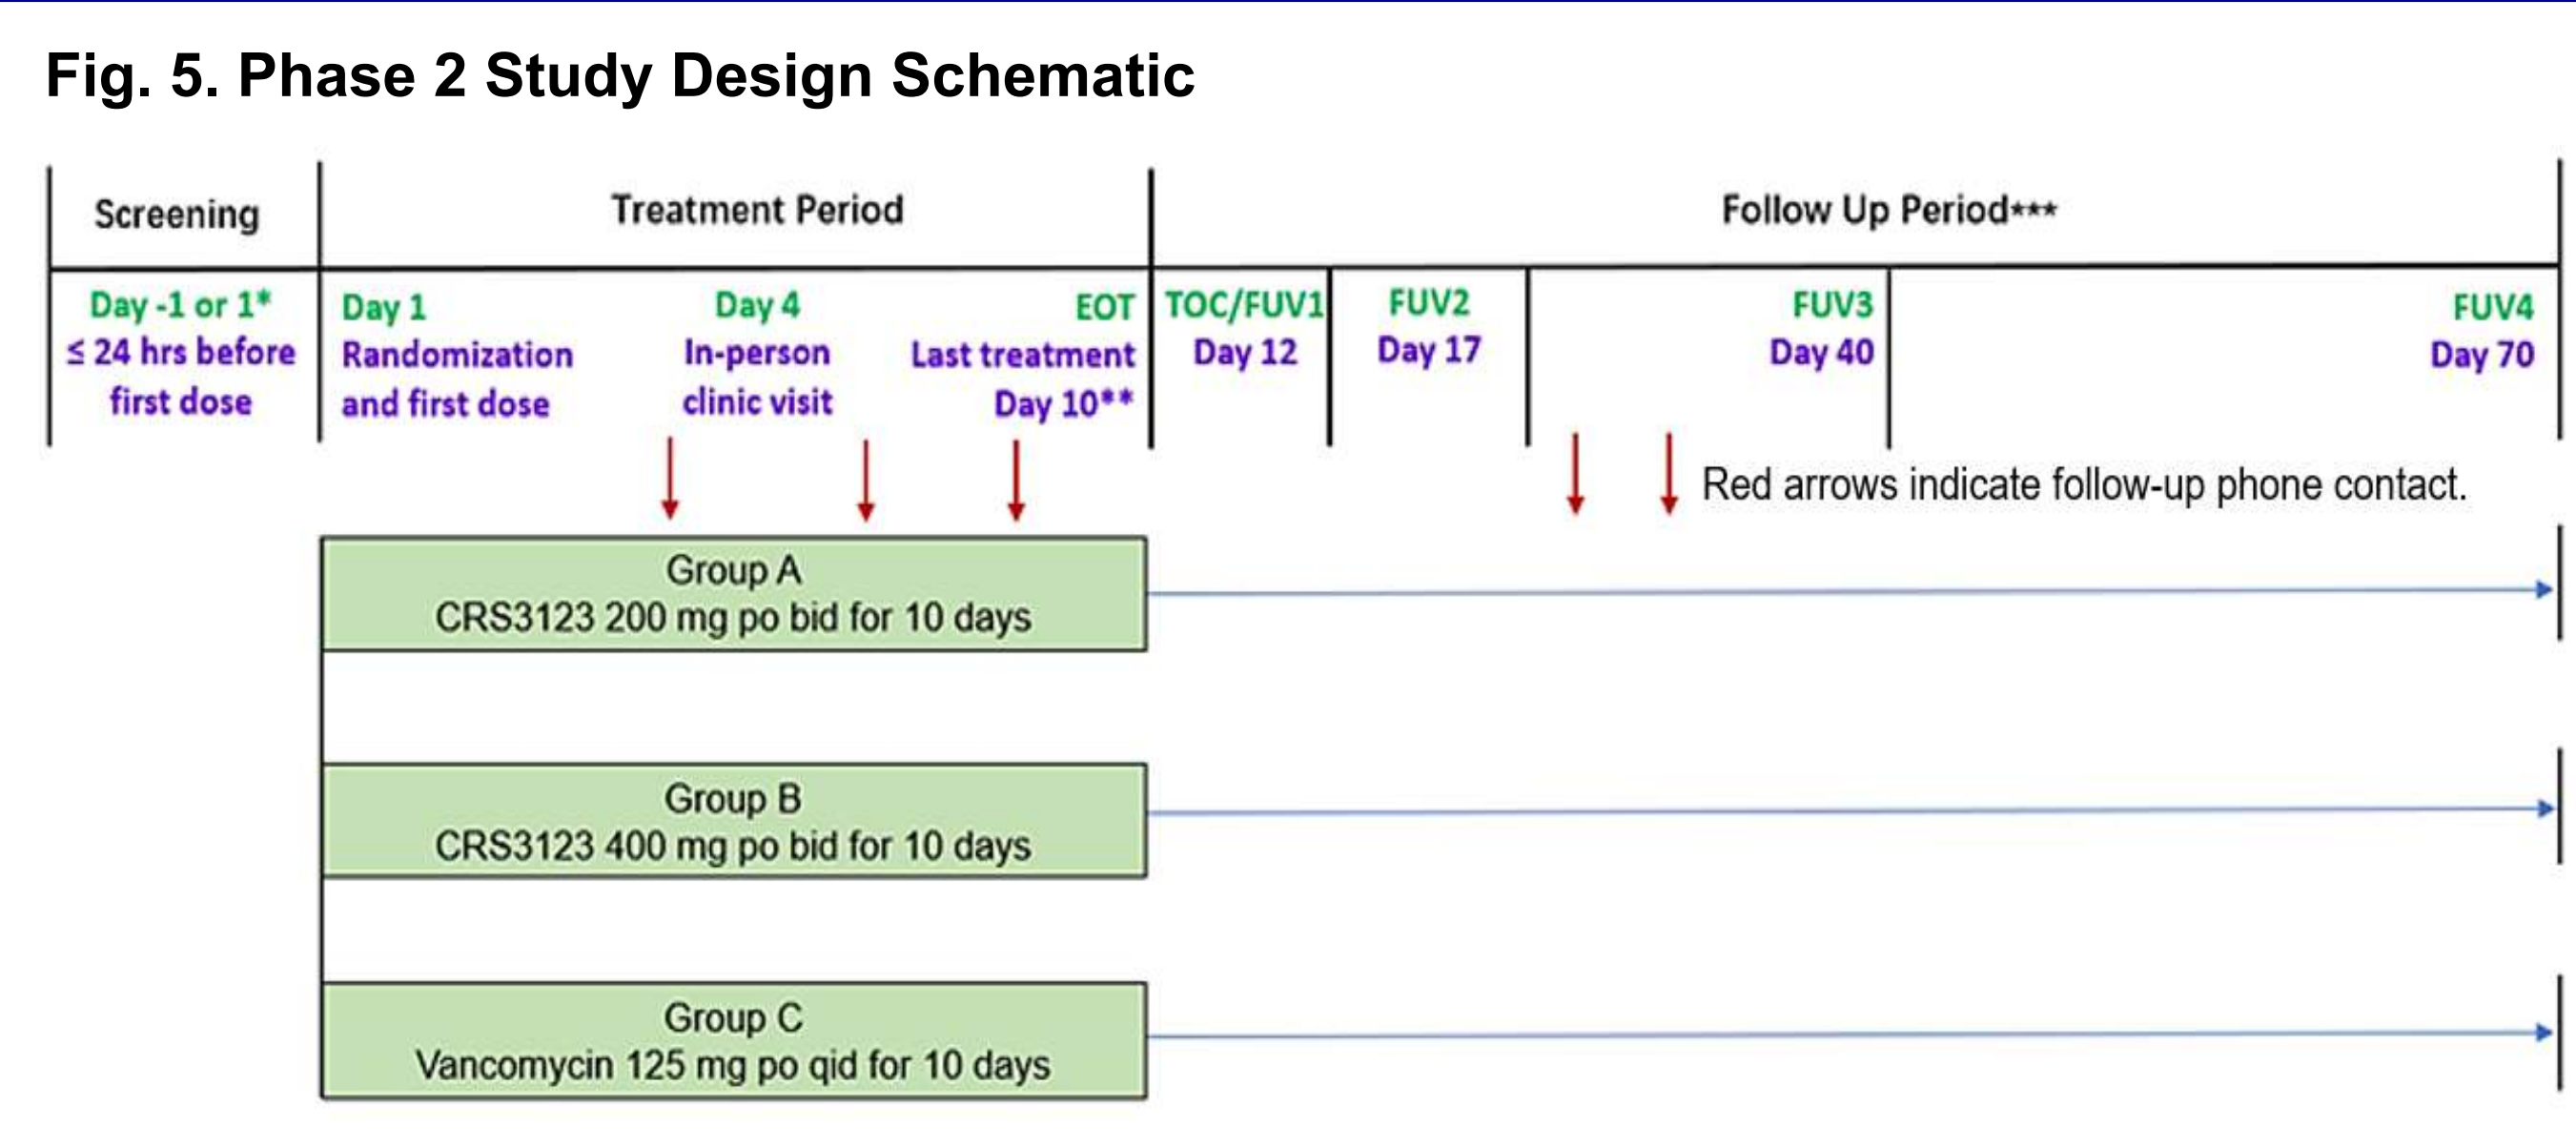 Fig. 5. Phase 2 Study Design Schematic
Screening
Treatment Period
Follow Up Period***
Day -1 or 1*
≤ 24 hrs before
first dose
Day 1
Randomization
and first dose
Day 4
In-person
clinic visit
EOT
Last treatment
Day 10**
TOC/FUV1
Day 12
FUV2
Day 17
FUV3
Day 40
FUV4
Day 70
Red arrows indicate follow-up phone contact.
Group A
CRS3123 200 mg po bid for 10 days
Group B
CRS3123 400 mg po bid for 10 days
Group C
Vancomycin 125 mg po qid for 10 days